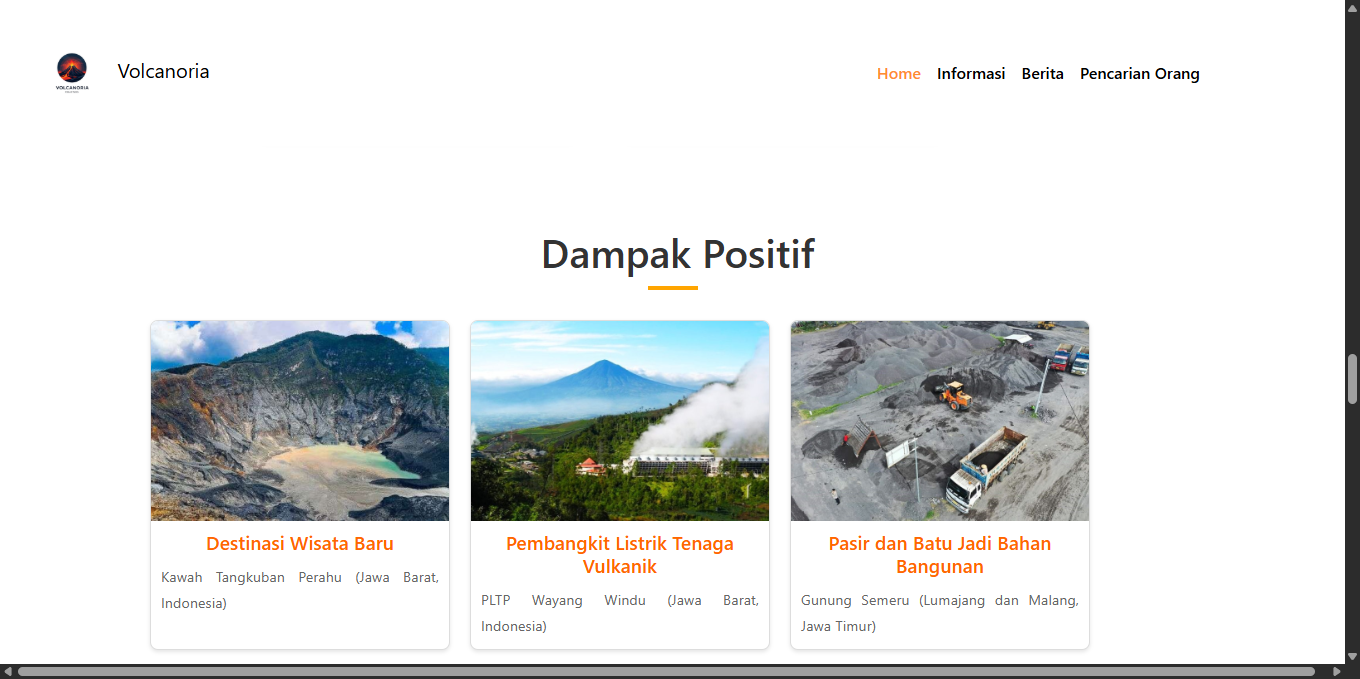 VOLCANORIA
Volcanoria
Home Informasi Berita Pencarian Orang
Dampak Positif
Destinasi Wisata Baru
Kawah Tangkuban Perahu (Jawa Barat,
Indonesia)
Pembangkit Listrik Tenaga
Vulkanik
PLTP Wayang Windu (Jawa Barat,
Indonesia)
Pasir dan Batu Jadi Bahan
Bangunan
Gunung Semeru (Lumajang dan Malang,
Jawa Timur)